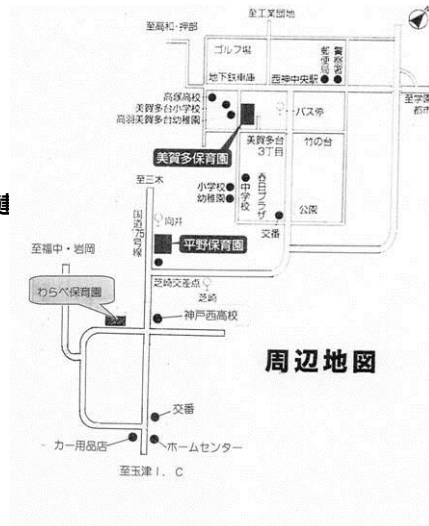 至工業団地
至高和・押部
ゴルフ場
郵便局
警察署
地下鉄車庫
西神中央駅
至学園都市
高塚高校
美賀多台小学校
高羽美賀多台幼稚園
バス停
美賀多保育園
美賀多台
3丁目
竹の台
至三木
小学校
幼稚園
中学校
春日プラザ
公園
交番
国道175号線
向井
平野保育園
至福中・岩岡
芝崎交差点
芝崎
わらべ保育園
神戸西高校
周辺地図
交番
カー用品店
ホームセンター
至玉津I.C